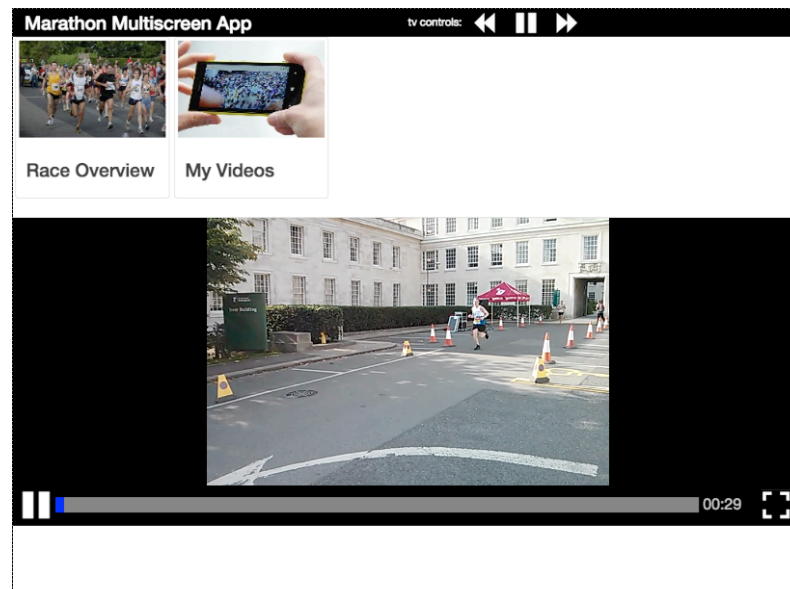 Marathon Multiscreen App
tv controls:
Race Overview
My Videos
00:29